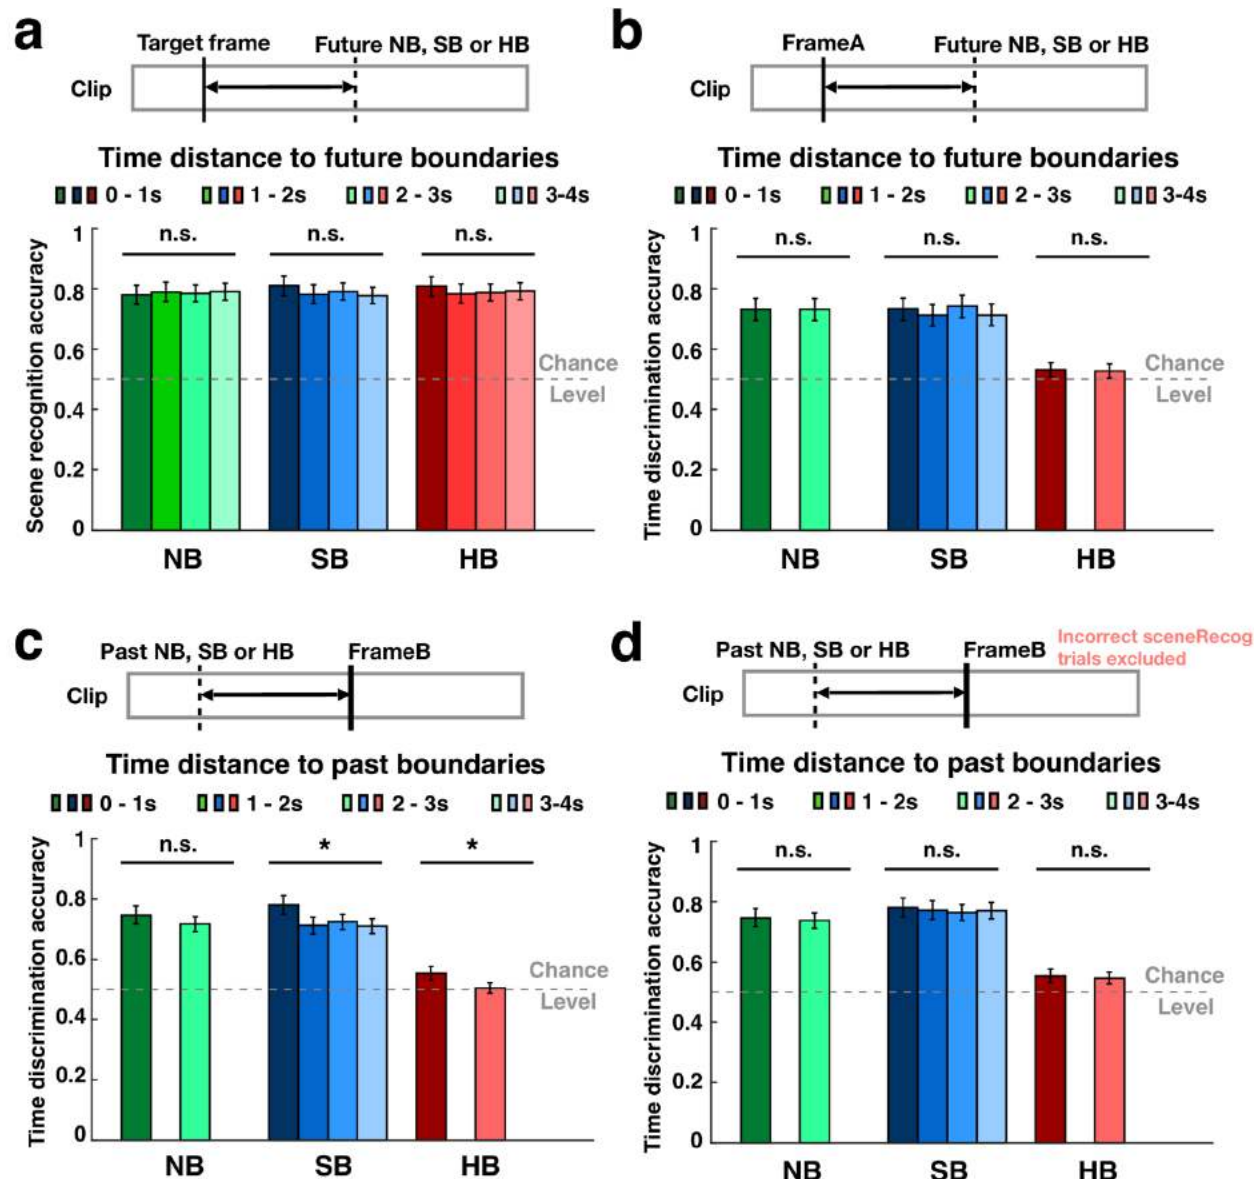 a
Target frame
Future NB, SB or HB
Clip
Time distance to future boundaries
0 - 1s 1 - 2s 2 - 3s 3-4s
Scene recognition accuracy
1
0.8
0.6
0.4
0.2
0
n.s. n.s. n.s.
Chance
Level
NB SB HB
b
FrameA
Future NB, SB or HB
Clip
Time distance to future boundaries
0 - 1s 1 - 2s 2 - 3s 3-4s
Time discrimination accuracy
1
0.8
0.6
0.4
0.2
0
n.s. n.s. n.s.
Chance
Level
NB SB HB
c
Past NB, SB or HB
FrameB
Clip
Time distance to past boundaries
0 - 1s 1 - 2s 2 - 3s 3-4s
Time discrimination accuracy
1
0.8
0.6
0.4
0.2
0
n.s. * *
Chance
Level
NB SB HB
d
Past NB, SB or HB
FrameB
Incorrect sceneRecog
trials excluded
Clip
Time distance to past boundaries
0 - 1s 1 - 2s 2 - 3s 3-4s
Time discrimination accuracy
1
0.8
0.6
0.4
0.2
0
n.s. n.s. n.s.
Chance
Level
NB SB HB